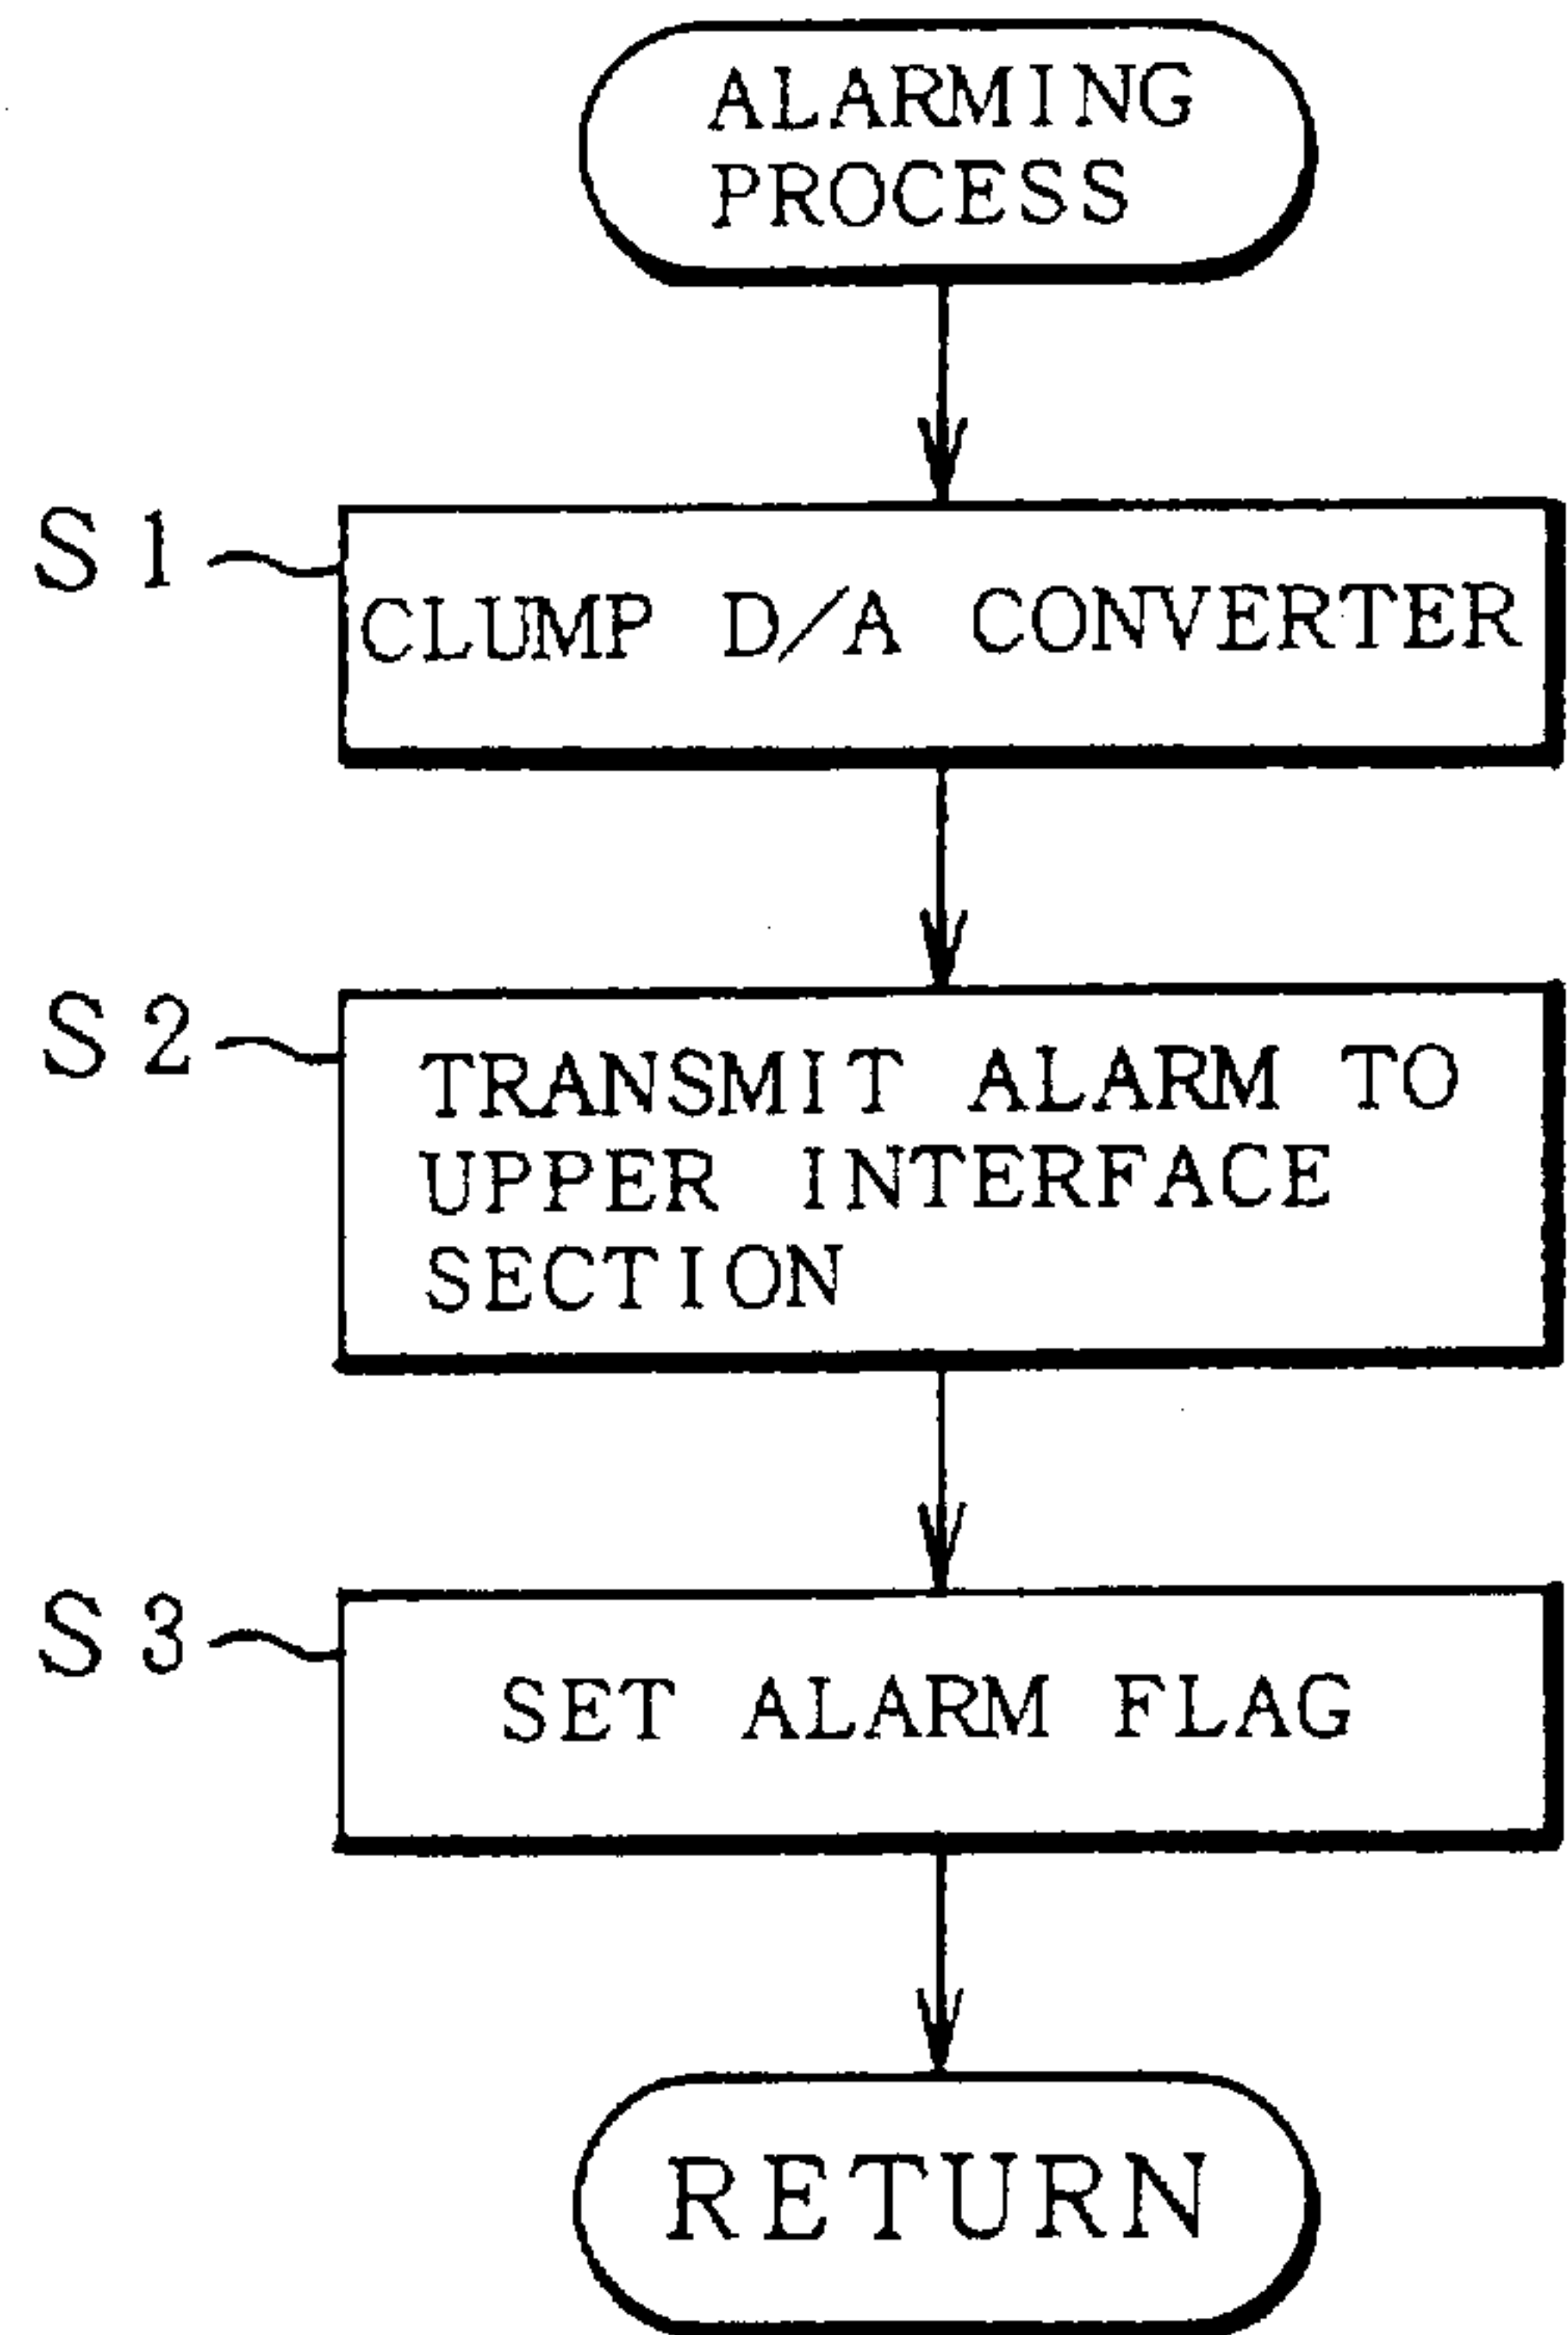 ALARMING
PROCESS
S1
CLUMP D/A CONVERTER
S2
TRANSMIT ALARM TO
UPPER INTERFACE
SECTION
S3
SET ALARM FLAG
RETURN